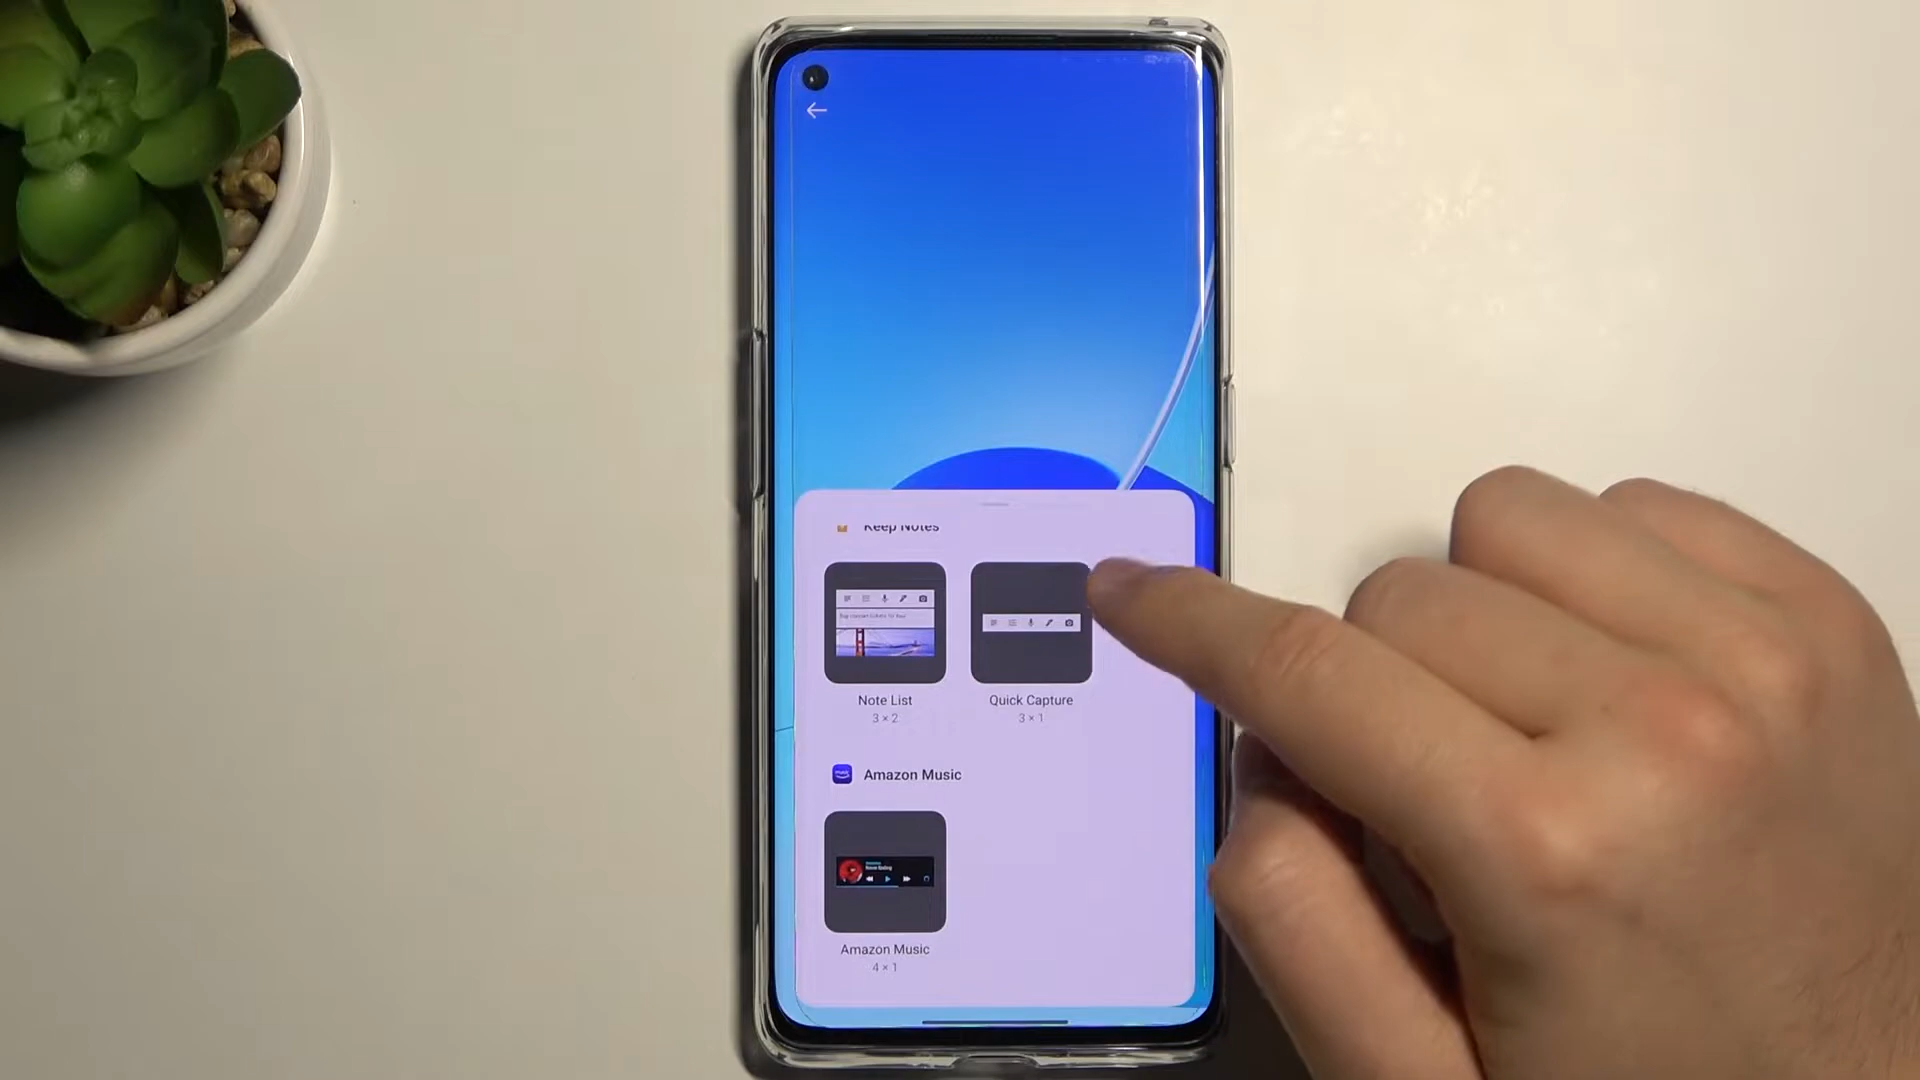 Keep Notes
Note List
3 × 2
Quick Capture
3 × 1
Amazon Music
Amazon Music
4 × 1